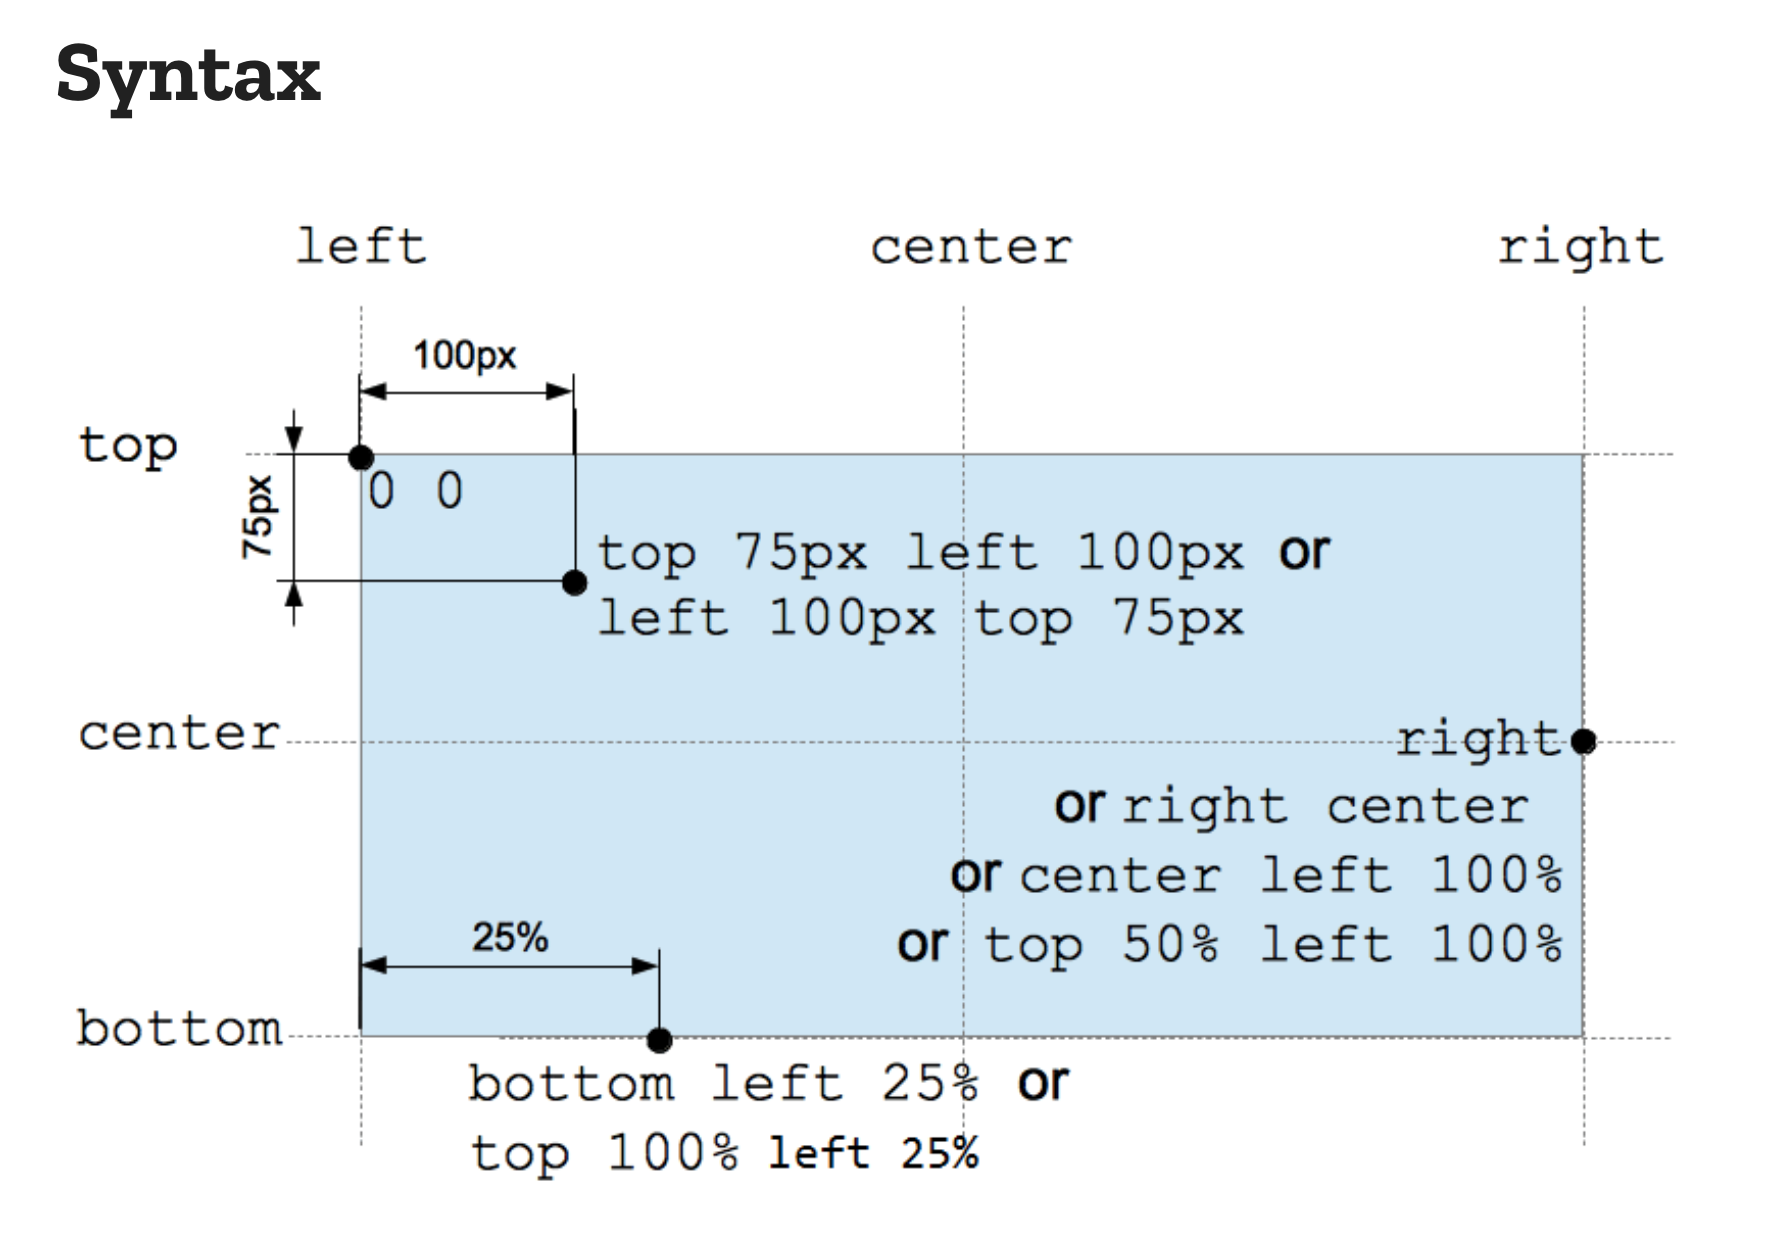 Syntax
left center right
100px
top
0 0
75px
top 75px left 100px or
left 100px top 75px
center
right
or right center
or center left 100%
or top 50% left 100%
25%
bottom
bottom left 25% or
top 100% left 25%